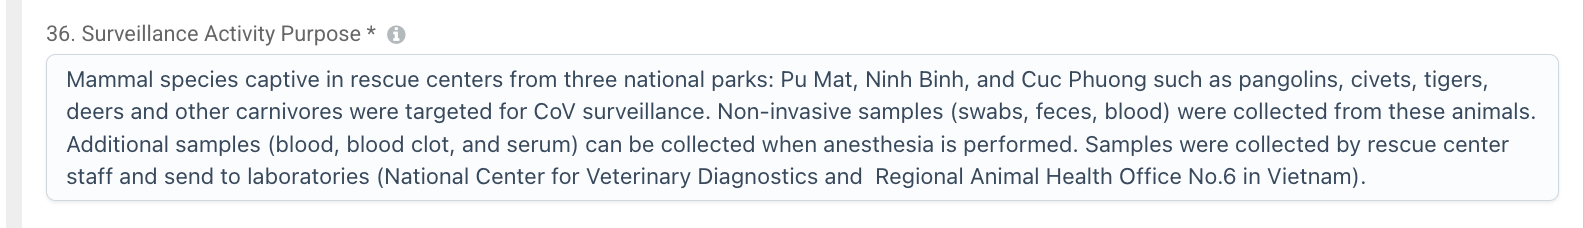 36. Surveillance Activity Purpose *
Mammal species captive in rescue centers from three national parks: Pu Mat, Ninh Binh, and Cuc Phuong such as pangolins, civets, tigers,
deers and other carnivores were targeted for CoV surveillance. Non-invasive samples (swabs, feces, blood) were collected from these animals.
Additional samples (blood, blood clot, and serum) can be collected when anesthesia is performed. Samples were collected by rescue center
staff and send to laboratories (National Center for Veterinary Diagnostics and  Regional Animal Health Office No.6 in Vietnam).